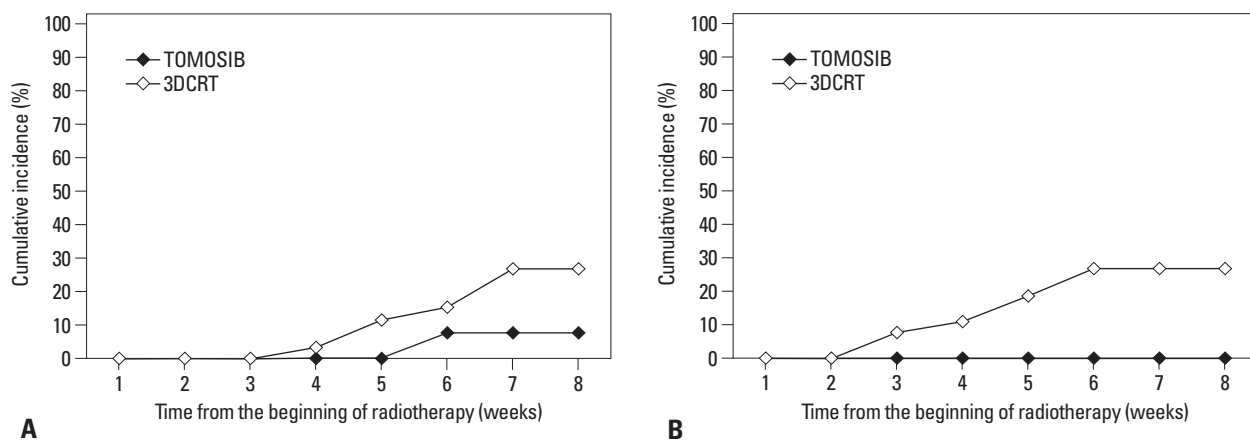 100
90
80
70
60
50
40
30
20
10
0
Cumulative incidence (%)
TOMOSIB
3DCRT
1 2 3 4 5 6 7 8
Time from the beginning of radiotherapy (weeks)
A
100
90
80
70
60
50
40
30
20
10
0
Cumulative incidence (%)
TOMOSIB
3DCRT
1 2 3 4 5 6 7 8
Time from the beginning of radiotherapy (weeks)
B